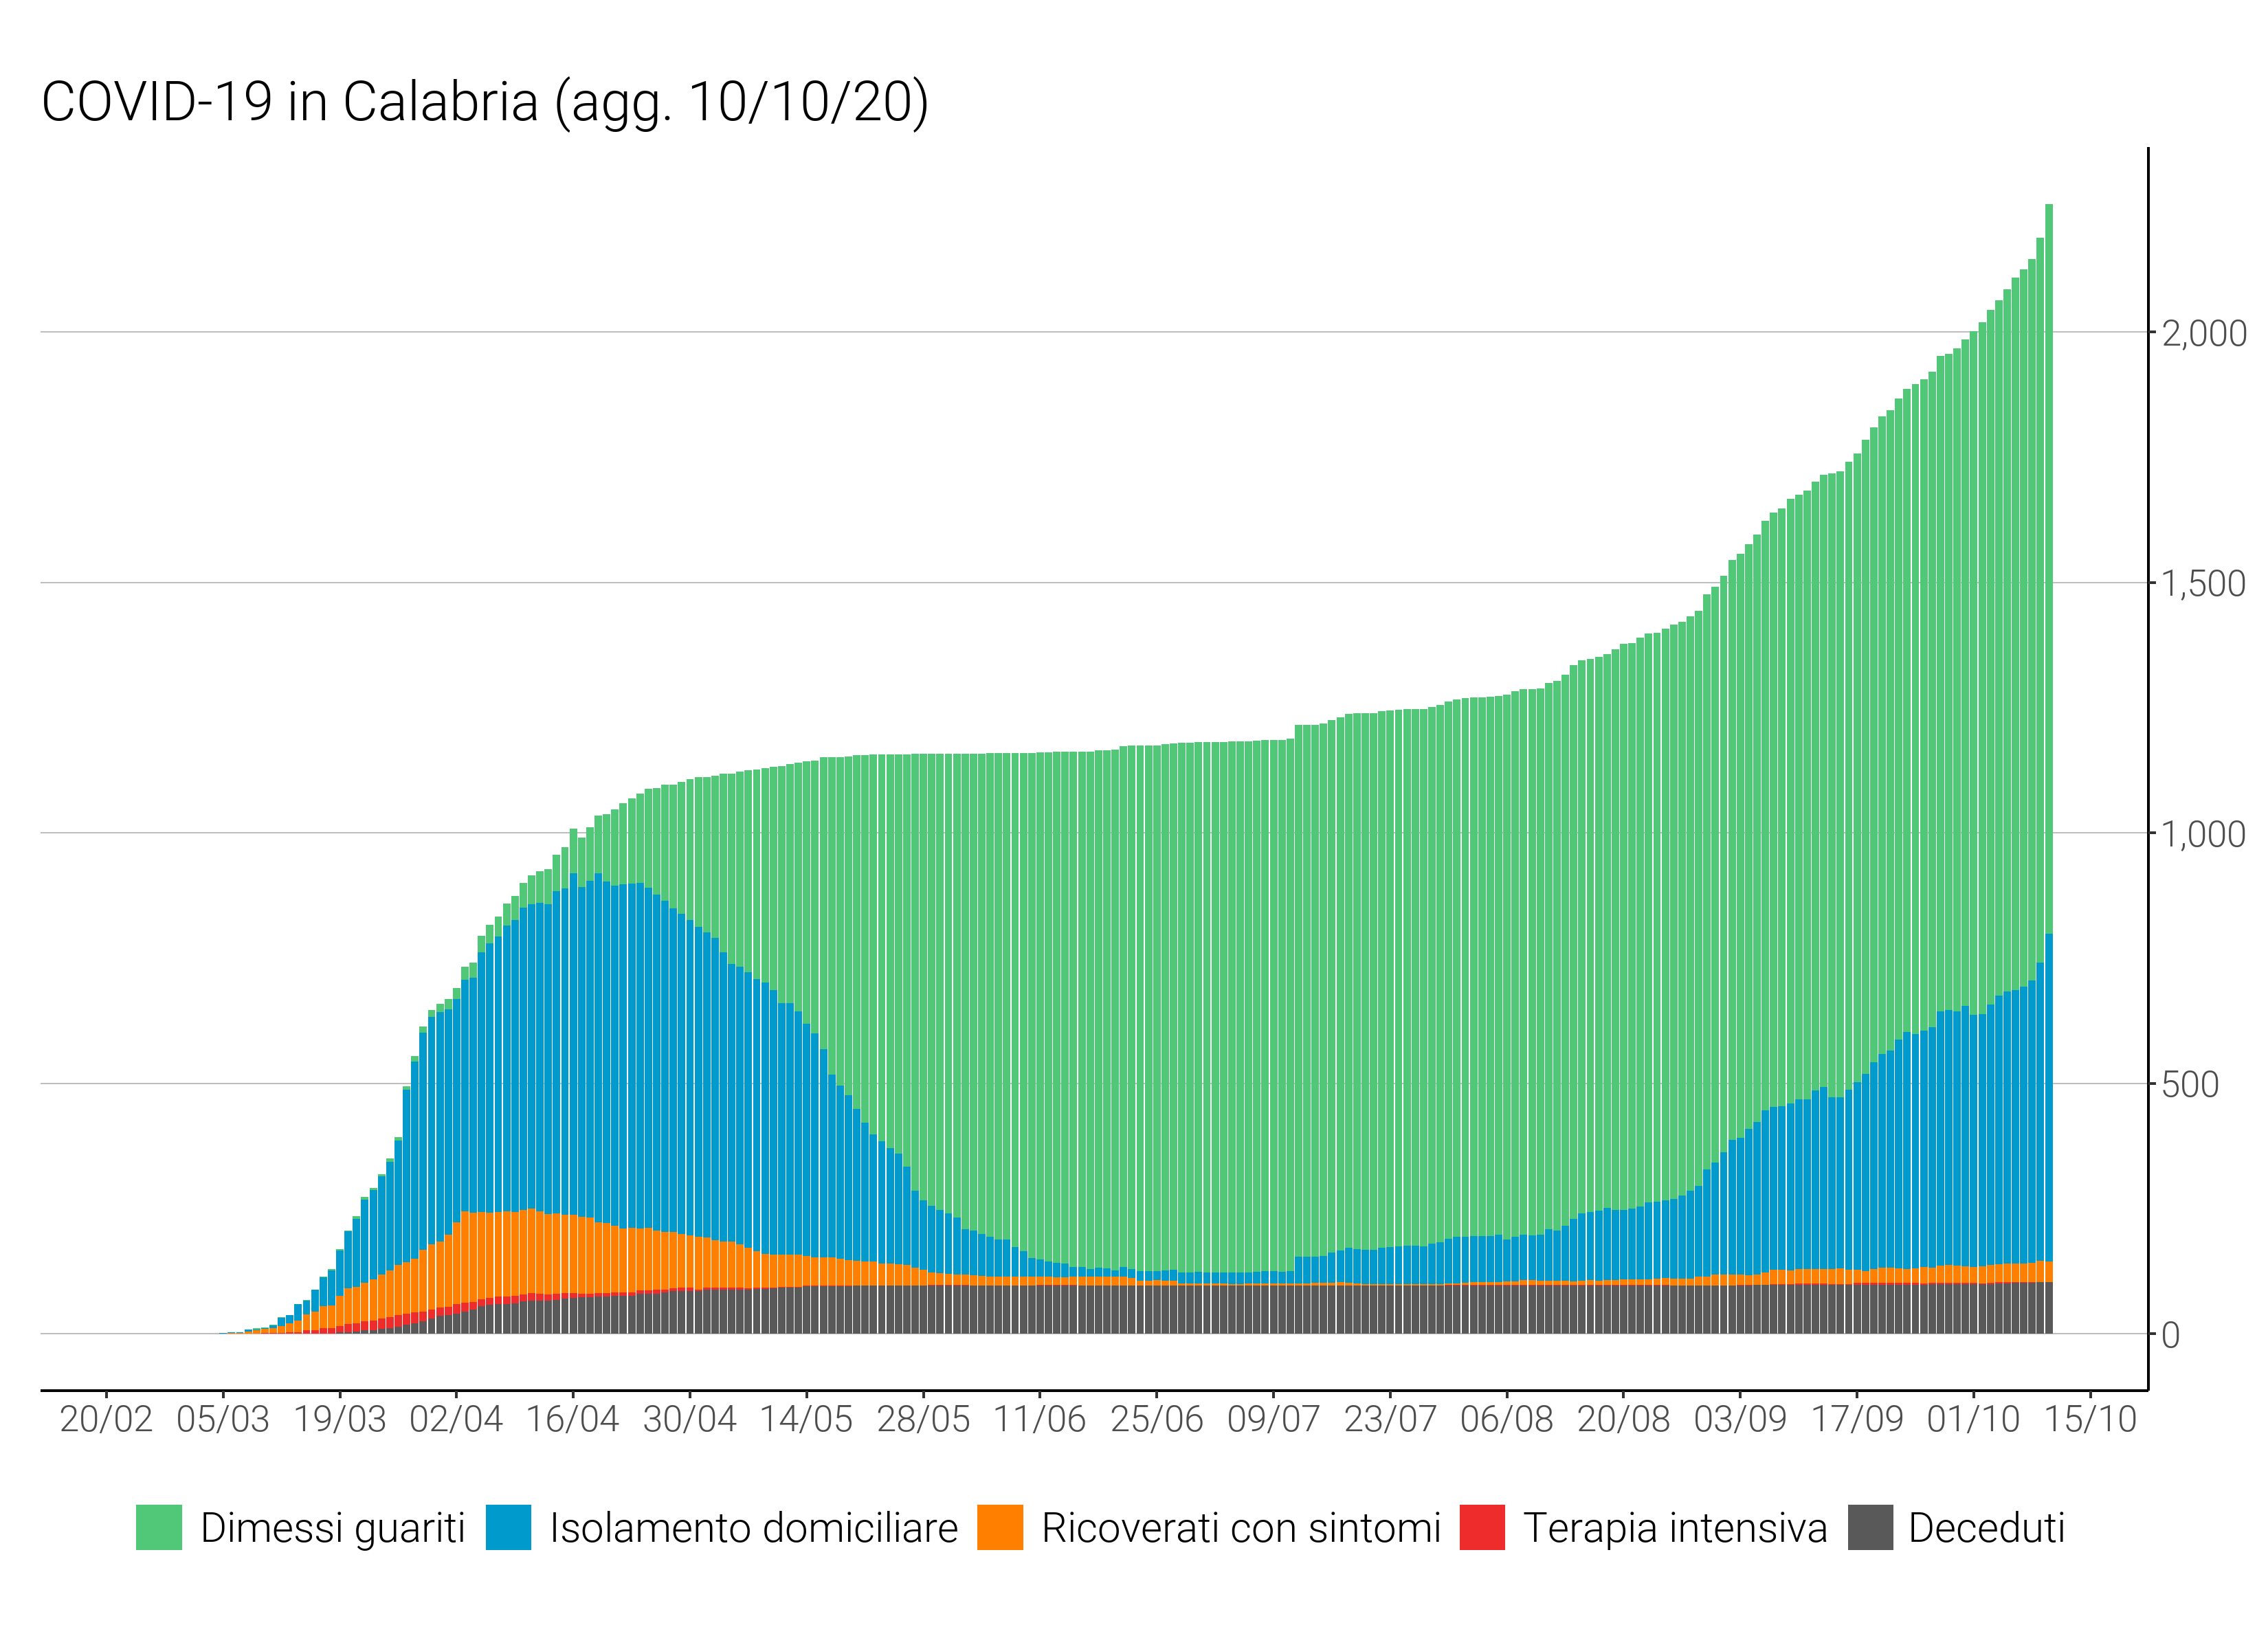 COVID-19 in Calabria (agg. 10/10/20)
2,000
1,500
1,000
500
0
20/02 05/03 19/03 02/04 16/04 30/04 14/05 28/05 11/06 25/06 09/07 23/07 06/08 20/08 03/09 17/09 01/10 15/10
Dimessi guariti Isolamento domiciliare Ricoverati con sintomi Terapia intensiva Deceduti